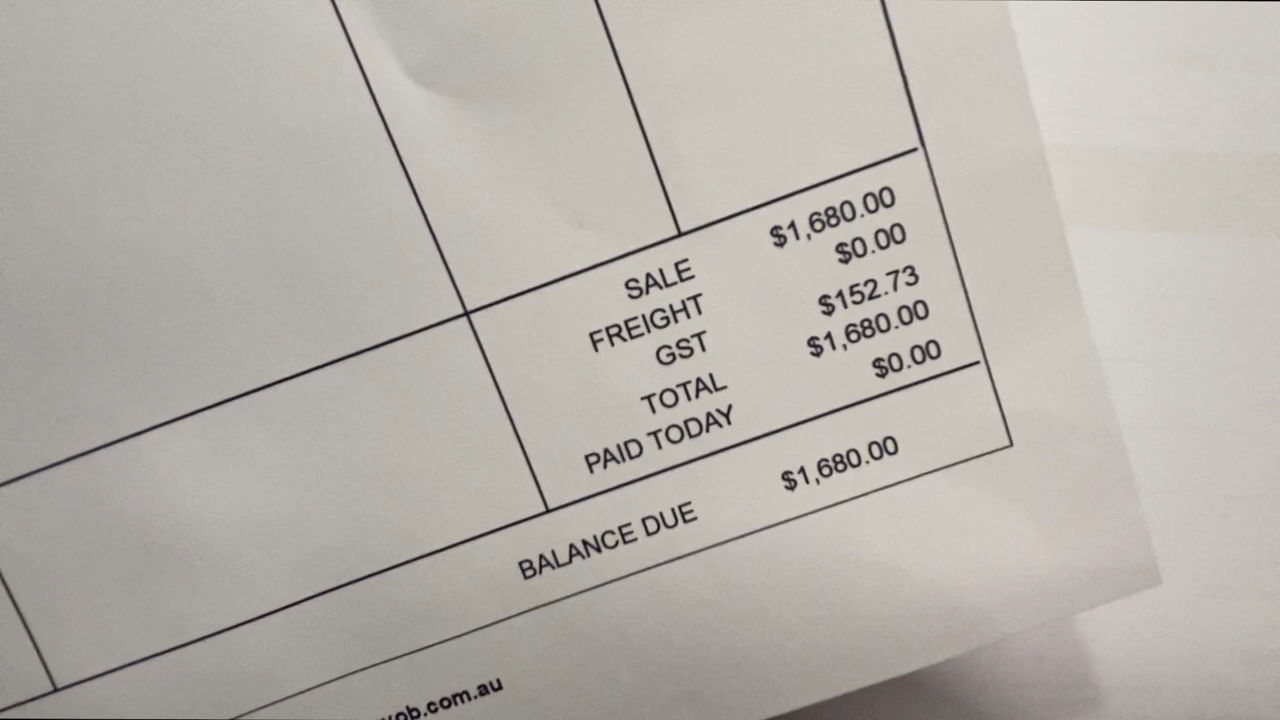 SALE $1,680.00
FREIGHT $0.00
GST $152.73
TOTAL $1,680.00
PAID TODAY $0.00
BALANCE DUE $1,680.00
ob.com.au